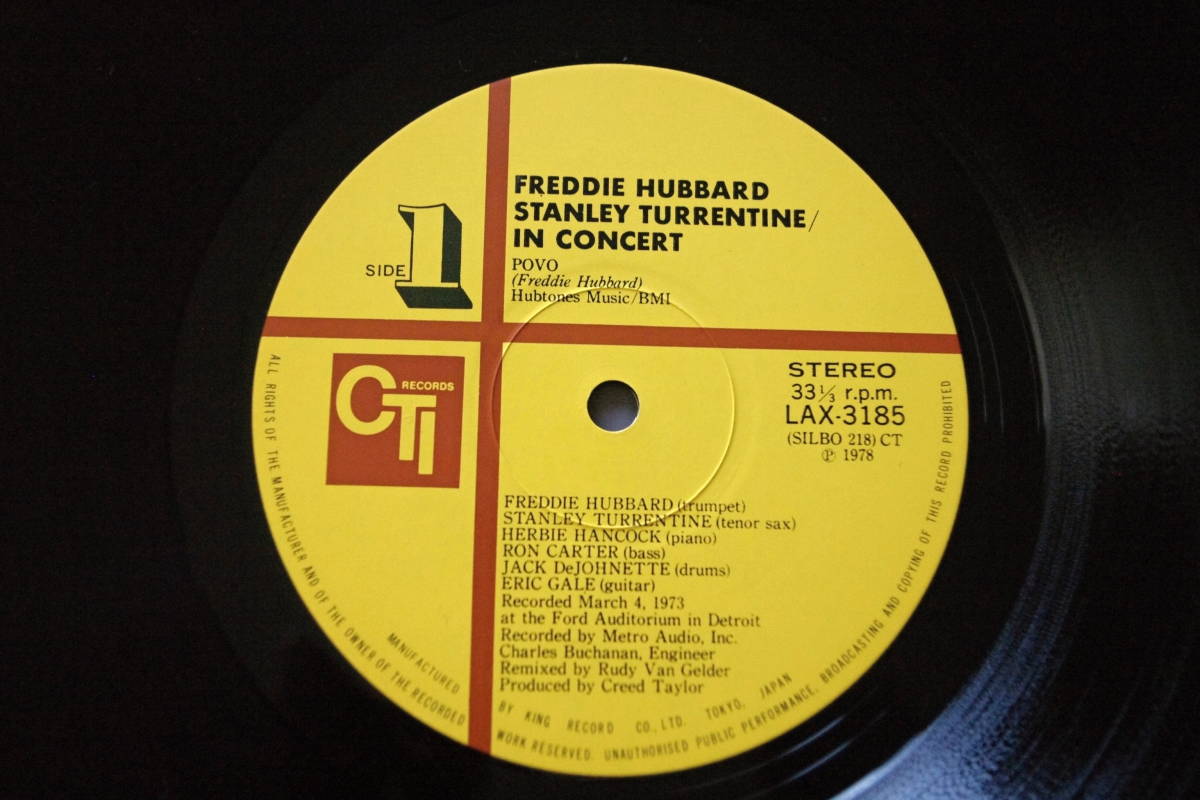 FREDDIE HUBBARD
STANLEY TURRENTINE/
IN CONCERT
SIDE 1
POVO
(Freddie Hubbard)
Hubtones Music/BMI
CTI RECORDS
STEREO
33⅓ r.p.m.
LAX-3185
(SILBO 218) CT
Ⓟ 1978
FREDDIE HUBBARD (trumpet)
STANLEY TURRENTINE (tenor sax)
HERBIE HANCOCK (piano)
RON CARTER (bass)
JACK DeJOHNETTE (drums)
ERIC GALE (guitar)
Recorded March 4, 1973
at the Ford Auditorium in Detroit
Recorded by Metro Audio, Inc.
Charles Buchanan, Engineer
Remixed by Rudy Van Gelder
Produced by Creed Taylor
MANUFACTURED BY KING RECORD CO., LTD. TOKYO, JAPAN
ALL RIGHTS OF THE MANUFACTURER AND OF THE OWNER OF THE RECORDED WORK RESERVED. UNAUTHORISED PUBLIC PERFORMANCE, BROADCASTING AND COPYING OF THIS RECORD PROHIBITED